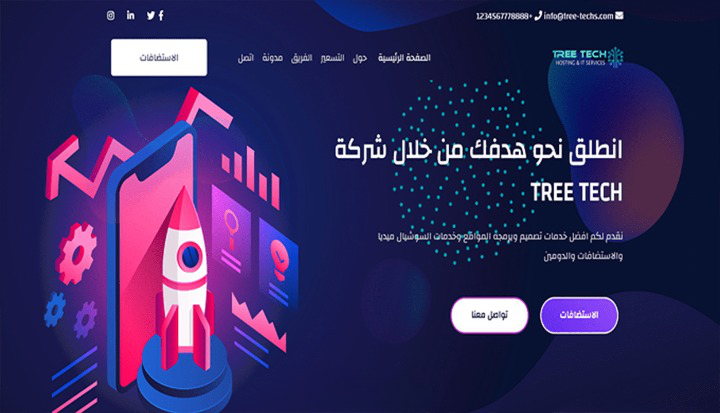 info@tree-techs.com
1234567778888+
TREE TECH
HOSTING & IT SERVICES
الصفحة الرئيسية
حول
التسعير
الفريق
مدونة
اتصل
الاستضافات
انطلق نحو هدفك من خلال شركة
TREE TECH
نقدم لكم افضل خدمات تصميم وبرمجة المواقع وخدمات السوشيال ميديا
والاستضافات والدومين
الاستضافات
تواصل معنا